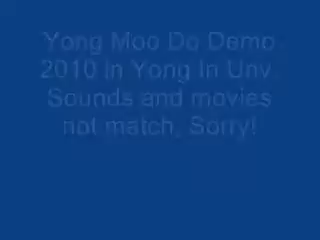 Yong Moo Do Demo
2010 in Yong In Unv.
Sounds and movies
not match, Sorry!